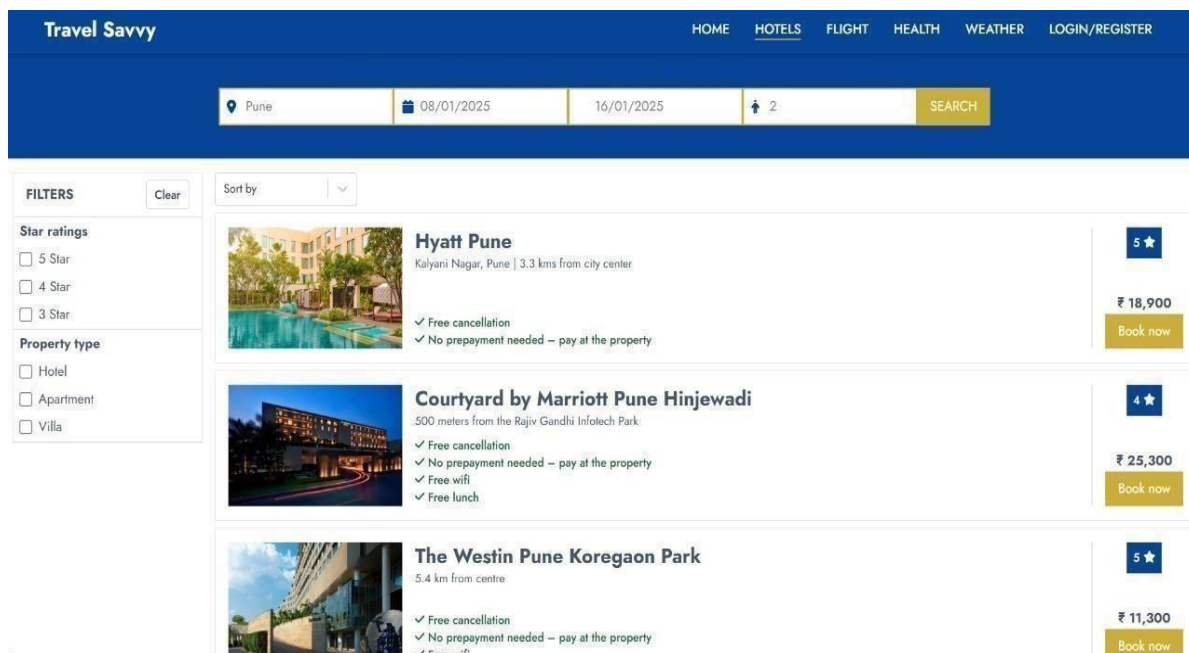 Travel Savvy
HOME HOTELS FLIGHT HEALTH WEATHER LOGIN/REGISTER
Pune 08/01/2025 16/01/2025 2 SEARCH
FILTERS Clear
Star ratings
5 Star
4 Star
3 Star
Property type
Hotel
Apartment
Villa
Sort by
Hyatt Pune
Kalyani Nagar, Pune | 3.3 kms from city center
Free cancellation
No prepayment needed – pay at the property
5
₹ 18,900
Book now
Courtyard by Marriott Pune Hinjewadi
500 meters from the Rajiv Gandhi Infotech Park
Free cancellation
No prepayment needed – pay at the property
Free wifi
Free lunch
4
₹ 25,300
Book now
The Westin Pune Koregaon Park
5.4 km from centre
Free cancellation
No prepayment needed – pay at the property
Free wifi
5
₹ 11,300
Book now